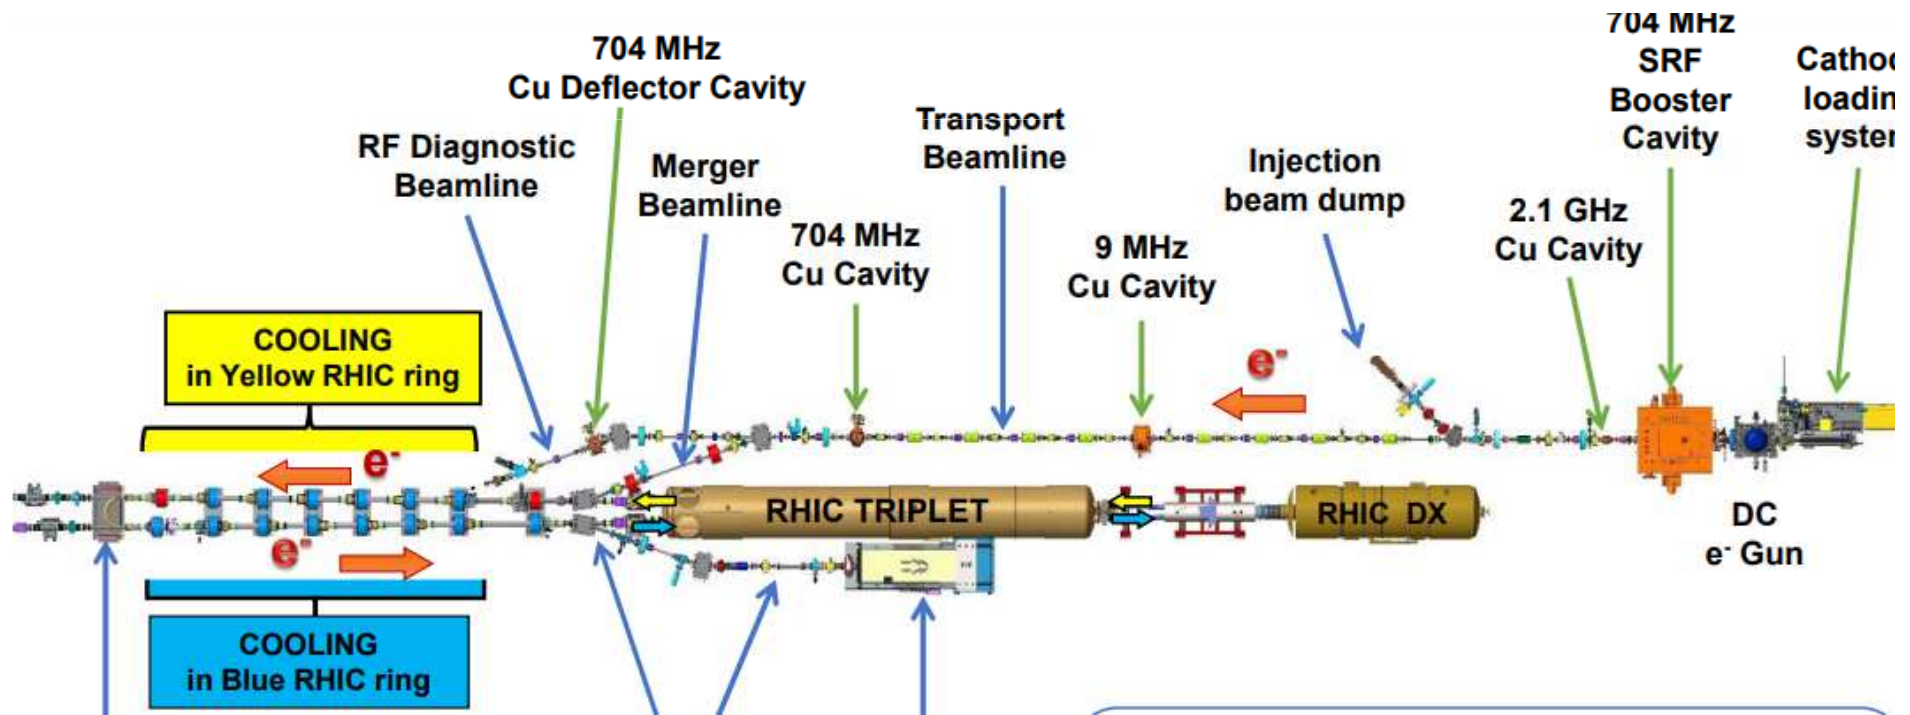 704 MHz
Cu Deflector Cavity
RF Diagnostic
Beamline
Merger
Beamline
704 MHz
Cu Cavity
Transport
Beamline
9 MHz
Cu Cavity
Injection
beam dump
2.1 GHz
Cu Cavity
704 MHz
SRF
Booster
Cavity
Cathod
loadin
syster
COOLING
in Yellow RHIC ring
e-
e-
RHIC TRIPLET
RHIC DX
DC
e- Gun
e-
COOLING
in Blue RHIC ring